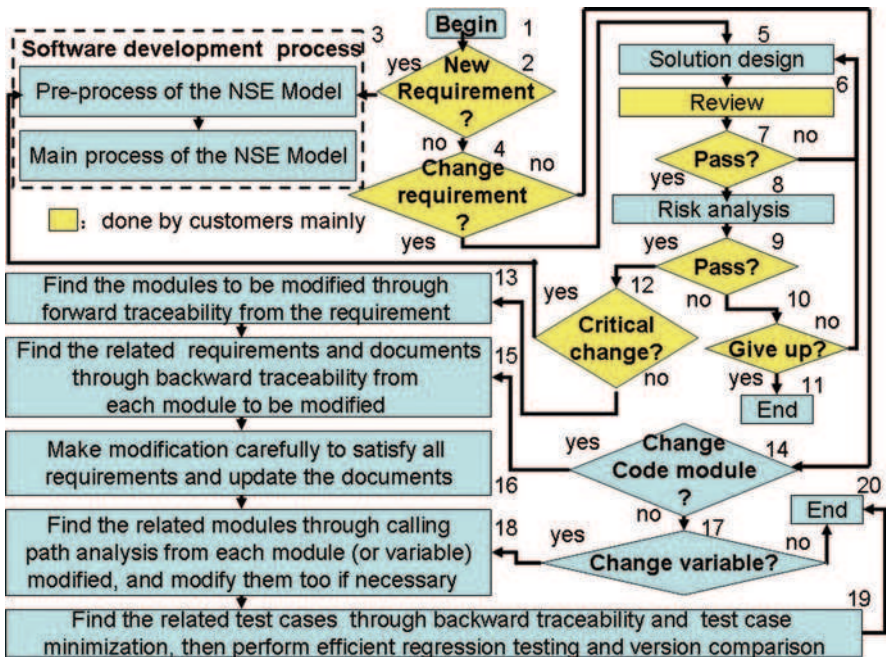 Begin
1
2
New
Requirement
?
yes
no
3
Software development process
Pre-process of the NSE Model
Main process of the NSE Model
4
Change
requirement
?
no
yes
: done by customers mainly
5
Solution design
6
Review
7
Pass?
no
yes
8
Risk analysis
9
Pass?
yes
no
10
Give up?
no
yes
11
End
12
Critical
change?
yes
no
13
Find the modules to be modified through
forward traceability from the requirement
14
Change
Code module
?
yes
no
15
Find the related requirements and documents
through backward traceability from
each module to be modified
16
Make modification carefully to satisfy all
requirements and update the documents
17
Change variable?
yes
no
18
Find the related modules through calling
path analysis from each module (or variable)
modified, and modify them too if necessary
19
Find the related test cases through backward traceability and test case
minimization, then perform efficient regression testing and version comparison
20
End